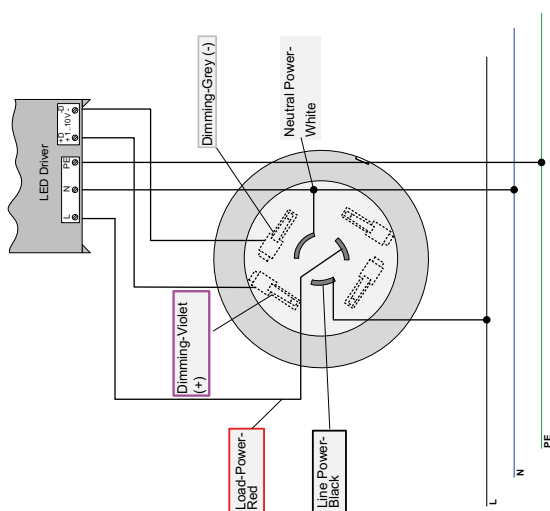 LED Driver
-D
+D
+1...10V -
PE
N
L
Dimming-Grey (-)
Neutral Power-
White
Dimming-Violet
(+)
Load-Power-
Red
Line Power-
Black
L
N
PE